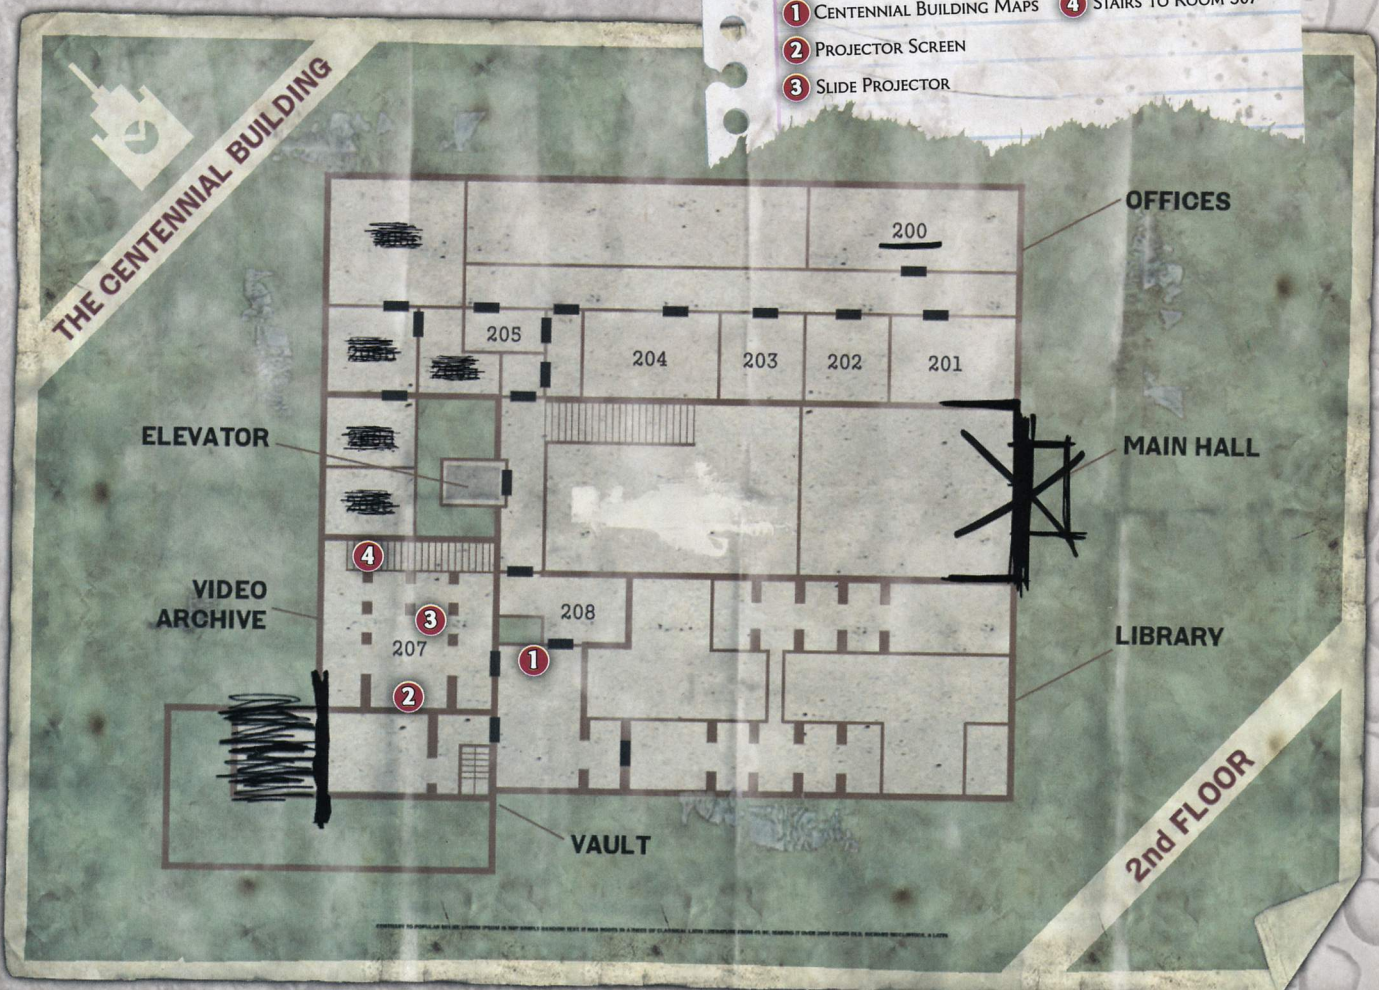 1 CENTENNIAL BUILDING MAPS
4 STAIRS TO ROOM 307
2 PROJECTOR SCREEN
3 SLIDE PROJECTOR
THE CENTENNIAL BUILDING
OFFICES
200
205
204
203
202
201
ELEVATOR
MAIN HALL
4
VIDEO
ARCHIVE
3
208
207
1
LIBRARY
2
VAULT
2nd FLOOR